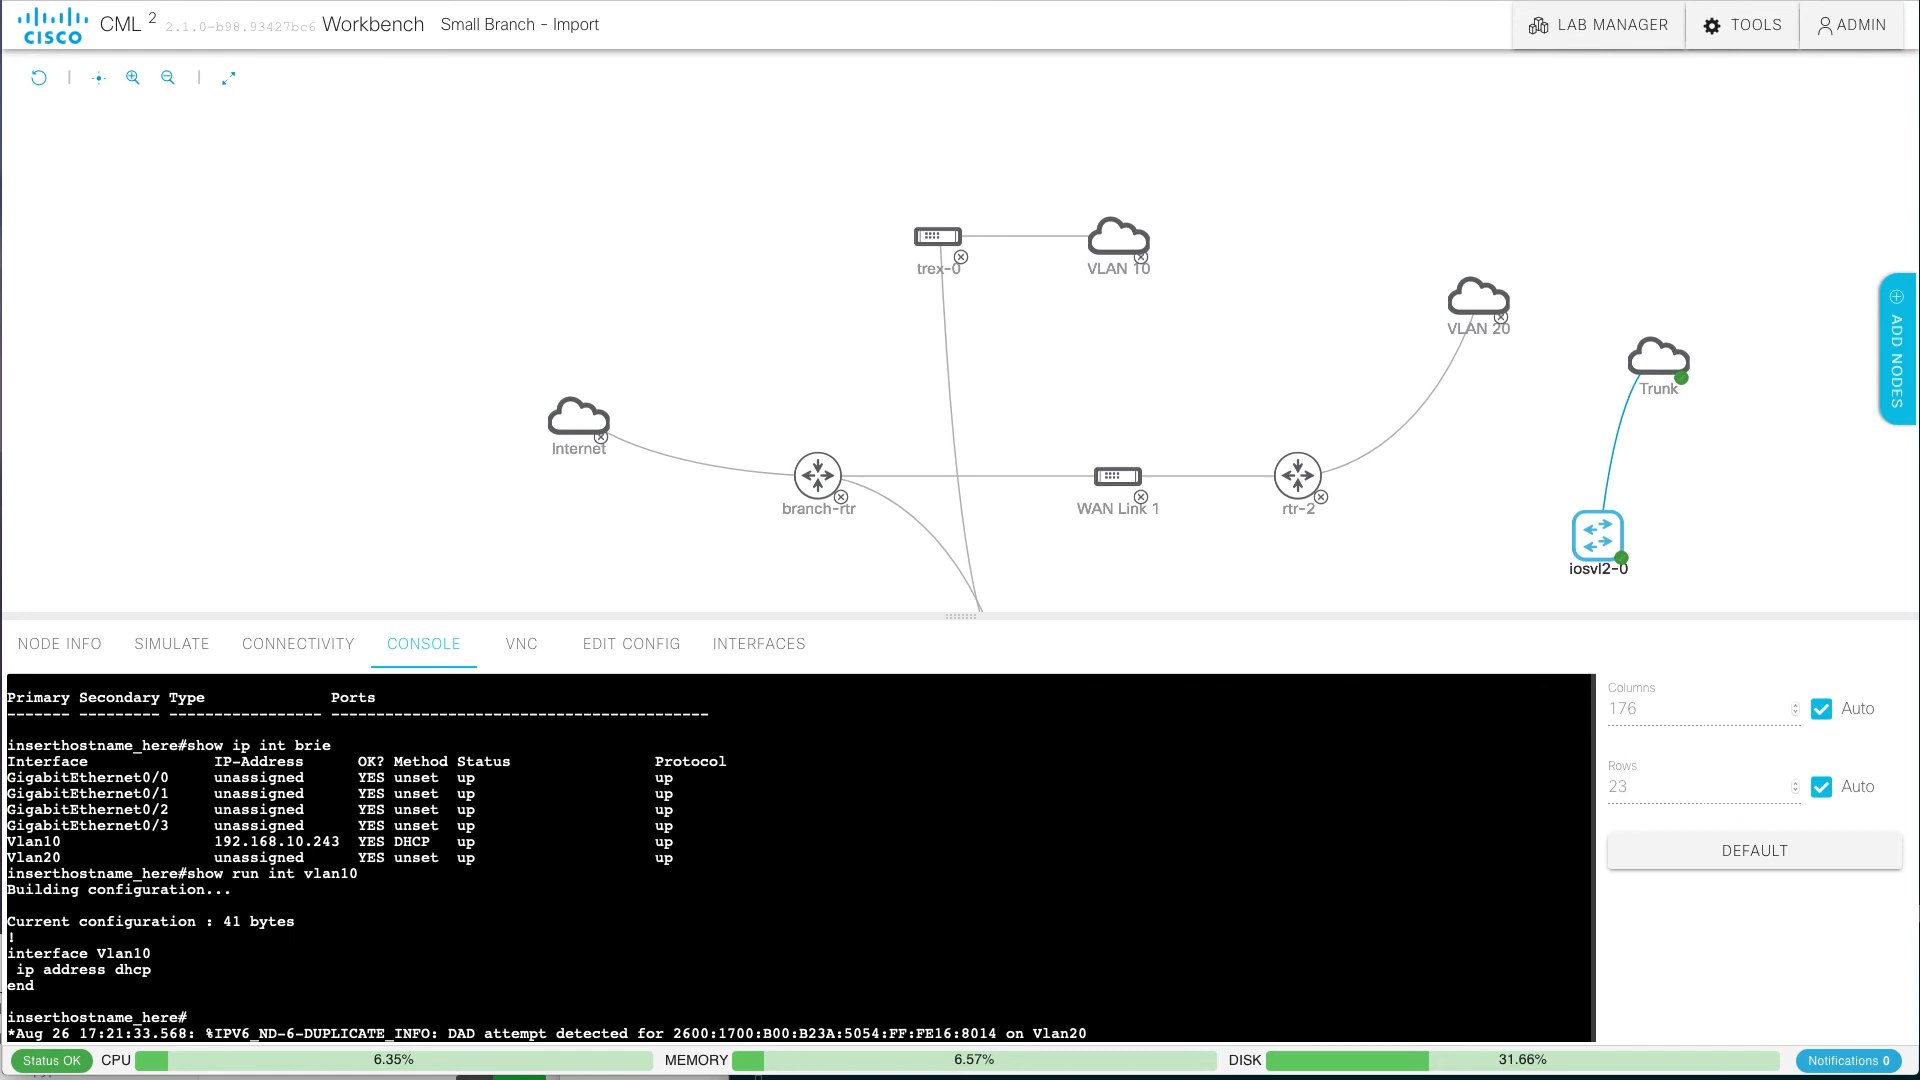 CISCO
CML 2 2.1.0-b98.93427bc6 Workbench Small Branch - Import
LAB MANAGER
TOOLS
ADMIN
trex-0
VLAN 10
VLAN 20
Trunk
Internet
branch-rtr
WAN Link 1
rtr-2
iosvl2-0
ADD NODES
NODE INFO SIMULATE CONNECTIVITY CONSOLE VNC EDIT CONFIG INTERFACES
Primary Secondary Type              Ports
------- --------- ----------------- ------------------------------------------
inserthostname_here#show ip int brie
Interface              IP-Address      OK? Method Status                Protocol
GigabitEthernet0/0     unassigned      YES unset  up                    up
GigabitEthernet0/1     unassigned      YES unset  up                    up
GigabitEthernet0/2     unassigned      YES unset  up                    up
GigabitEthernet0/3     unassigned      YES unset  up                    up
Vlan10                 192.168.10.243  YES DHCP   up                    up
Vlan20                 unassigned      YES unset  up                    up
inserthostname_here#show run int vlan10
Building configuration...
Current configuration : 41 bytes
!
interface Vlan10
 ip address dhcp
end
inserthostname_here#
*Aug 26 17:21:33.568: %IPV6_ND-6-DUPLICATE_INFO: DAD attempt detected for 2600:1700:B00:B23A:5054:FF:FE16:8014 on Vlan20
Columns
176
Auto
Rows
23
Auto
DEFAULT
Status OK CPU 6.35% MEMORY 6.57% DISK 31.66% Notifications 0